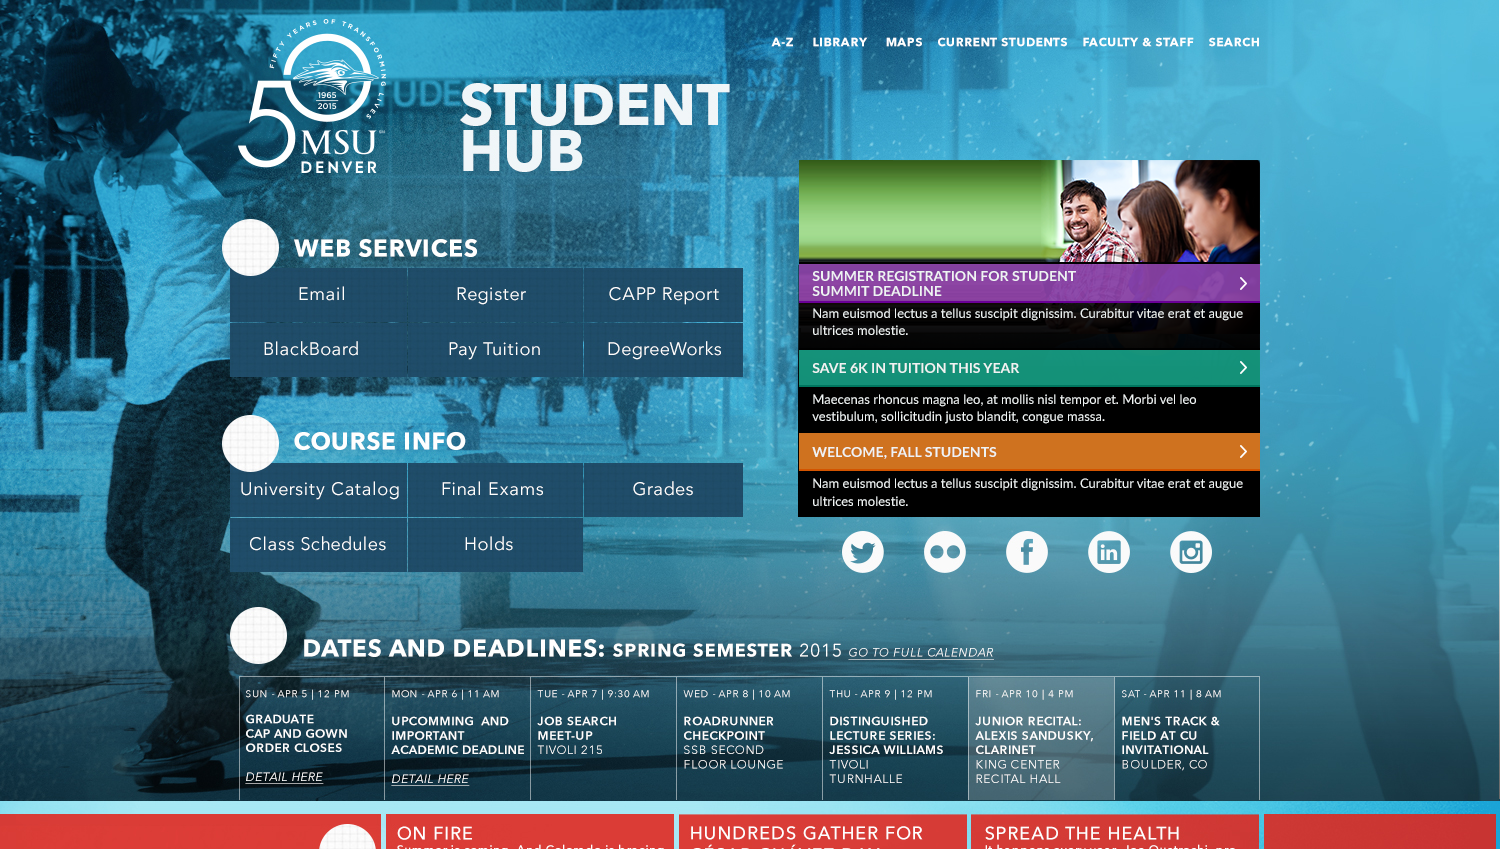 FIFTY YEARS OF TRANSFORMING LIVES
1965
2015
50
MSU
DENVER
A-Z LIBRARY MAPS CURRENT STUDENTS FACULTY & STAFF SEARCH
STUDENT
HUB
WEB SERVICES
Email Register CAPP Report
BlackBoard Pay Tuition DegreeWorks
COURSE INFO
University Catalog Final Exams Grades
Class Schedules Holds
SUMMER REGISTRATION FOR STUDENT
SUMMIT DEADLINE
Nam euismod lectus a tellus suscipit dignissim. Curabitur vitae erat et augue
ultrices molestie.
SAVE 6K IN TUITION THIS YEAR
Maecenas rhoncus magna leo, at mollis nisl tempor et. Morbi vel leo
vestibulum, sollicitudin justo blandit, congue massa.
WELCOME, FALL STUDENTS
Nam euismod lectus a tellus suscipit dignissim. Curabitur vitae erat et augue
ultrices molestie.
DATES AND DEADLINES: SPRING SEMESTER 2015 GO TO FULL CALENDAR
SUN - APR 5 | 12 PM
GRADUATE
CAP AND GOWN
ORDER CLOSES
DETAIL HERE
MON - APR 6 | 11 AM
UPCOMMING AND
IMPORTANT
ACADEMIC DEADLINE
DETAIL HERE
TUE - APR 7 | 9:30 AM
JOB SEARCH
MEET-UP
TIVOLI 215
WED - APR 8 | 10 AM
ROADRUNNER
CHECKPOINT
SSB SECOND
FLOOR LOUNGE
THU - APR 9 | 12 PM
DISTINGUISHED
LECTURE SERIES:
JESSICA WILLIAMS
TIVOLI
TURNHALLE
FRI - APR 10 | 4 PM
JUNIOR RECITAL:
ALEXIS SANDUSKY,
CLARINET
KING CENTER
RECITAL HALL
SAT - APR 11 | 8 AM
MEN'S TRACK &
FIELD AT CU
INVITATIONAL
BOULDER, CO
ON FIRE
HUNDREDS GATHER FOR
SPREAD THE HEALTH